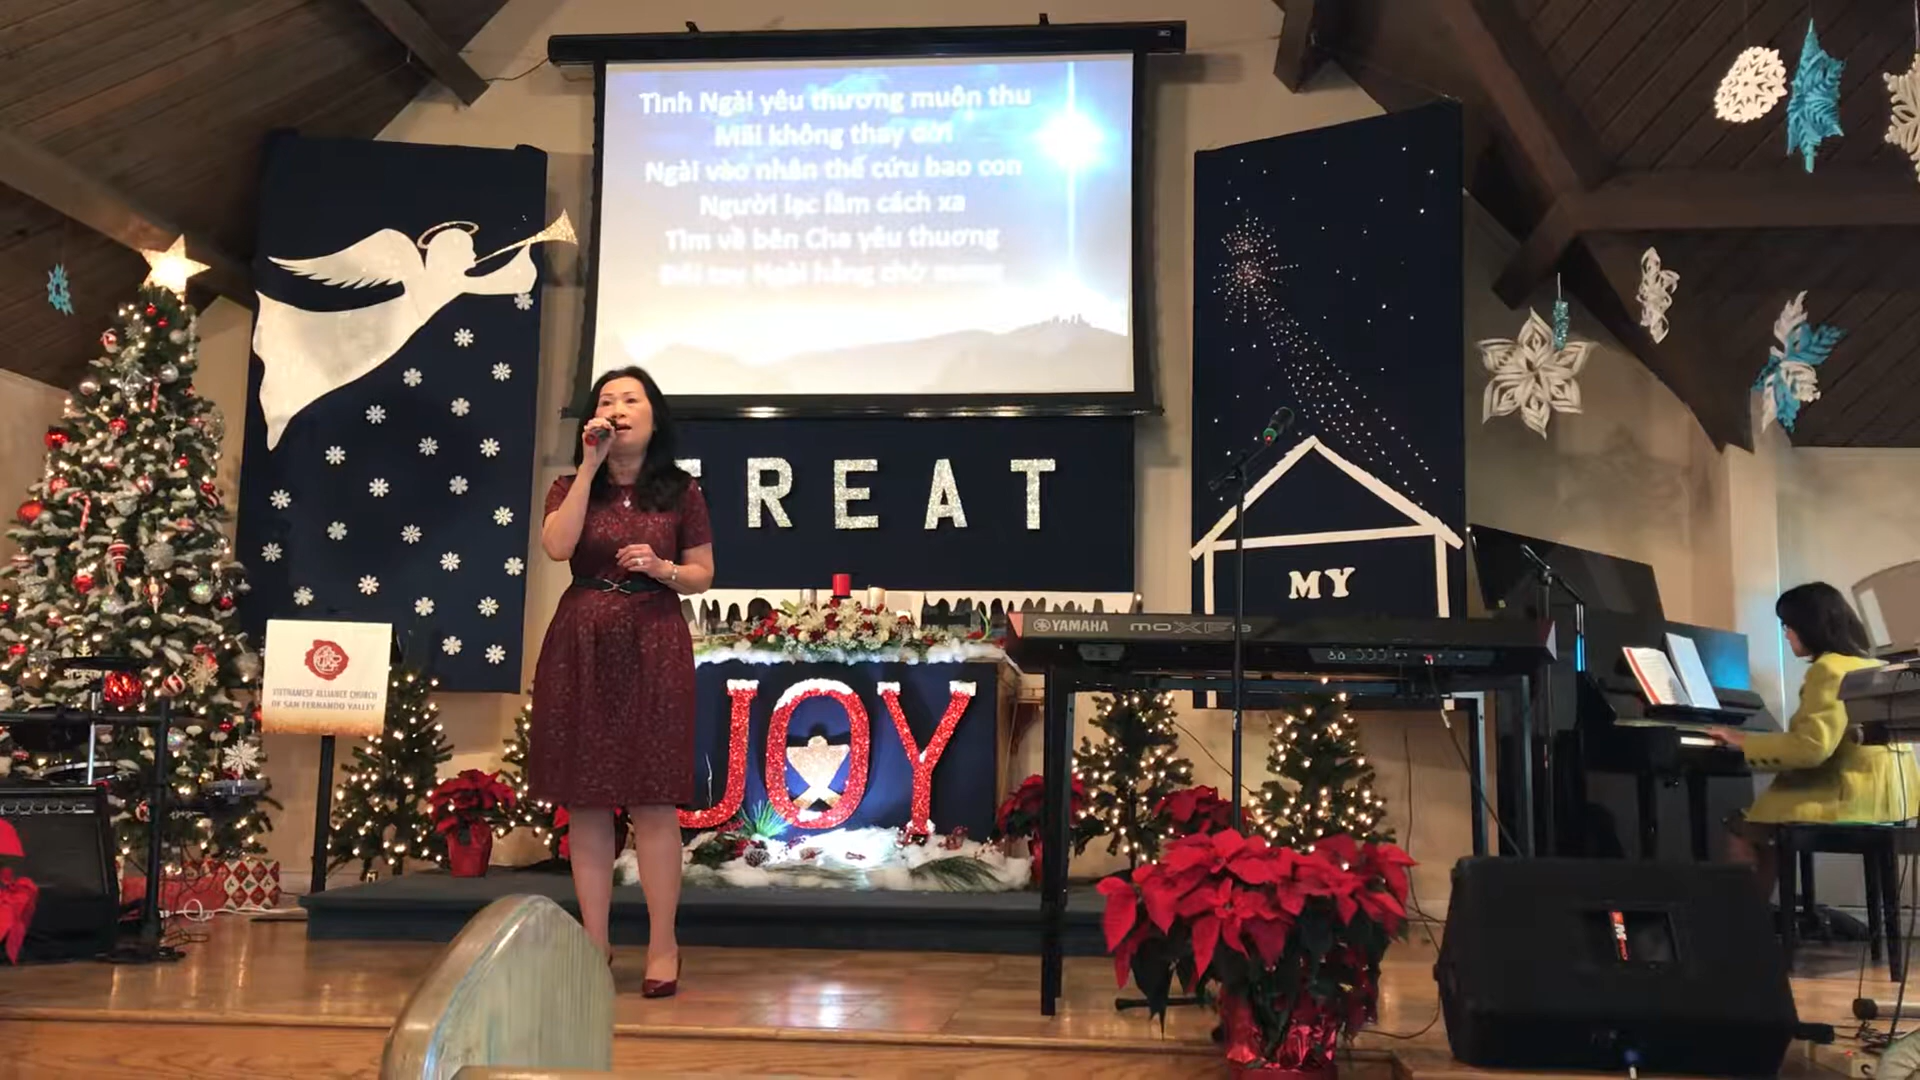 Tình Ngài yêu thương muôn thu
Mãi không thay dời
Ngài vào nhân thế cứu bao con
Người lạc lầm cách xa
Tìm về bên Cha yêu thương
REAT
MY
JOY
YAMAHA MOXF8
VIETNAMESE ALLIANCE CHURCH
OF SAN FERNANDO VALLEY